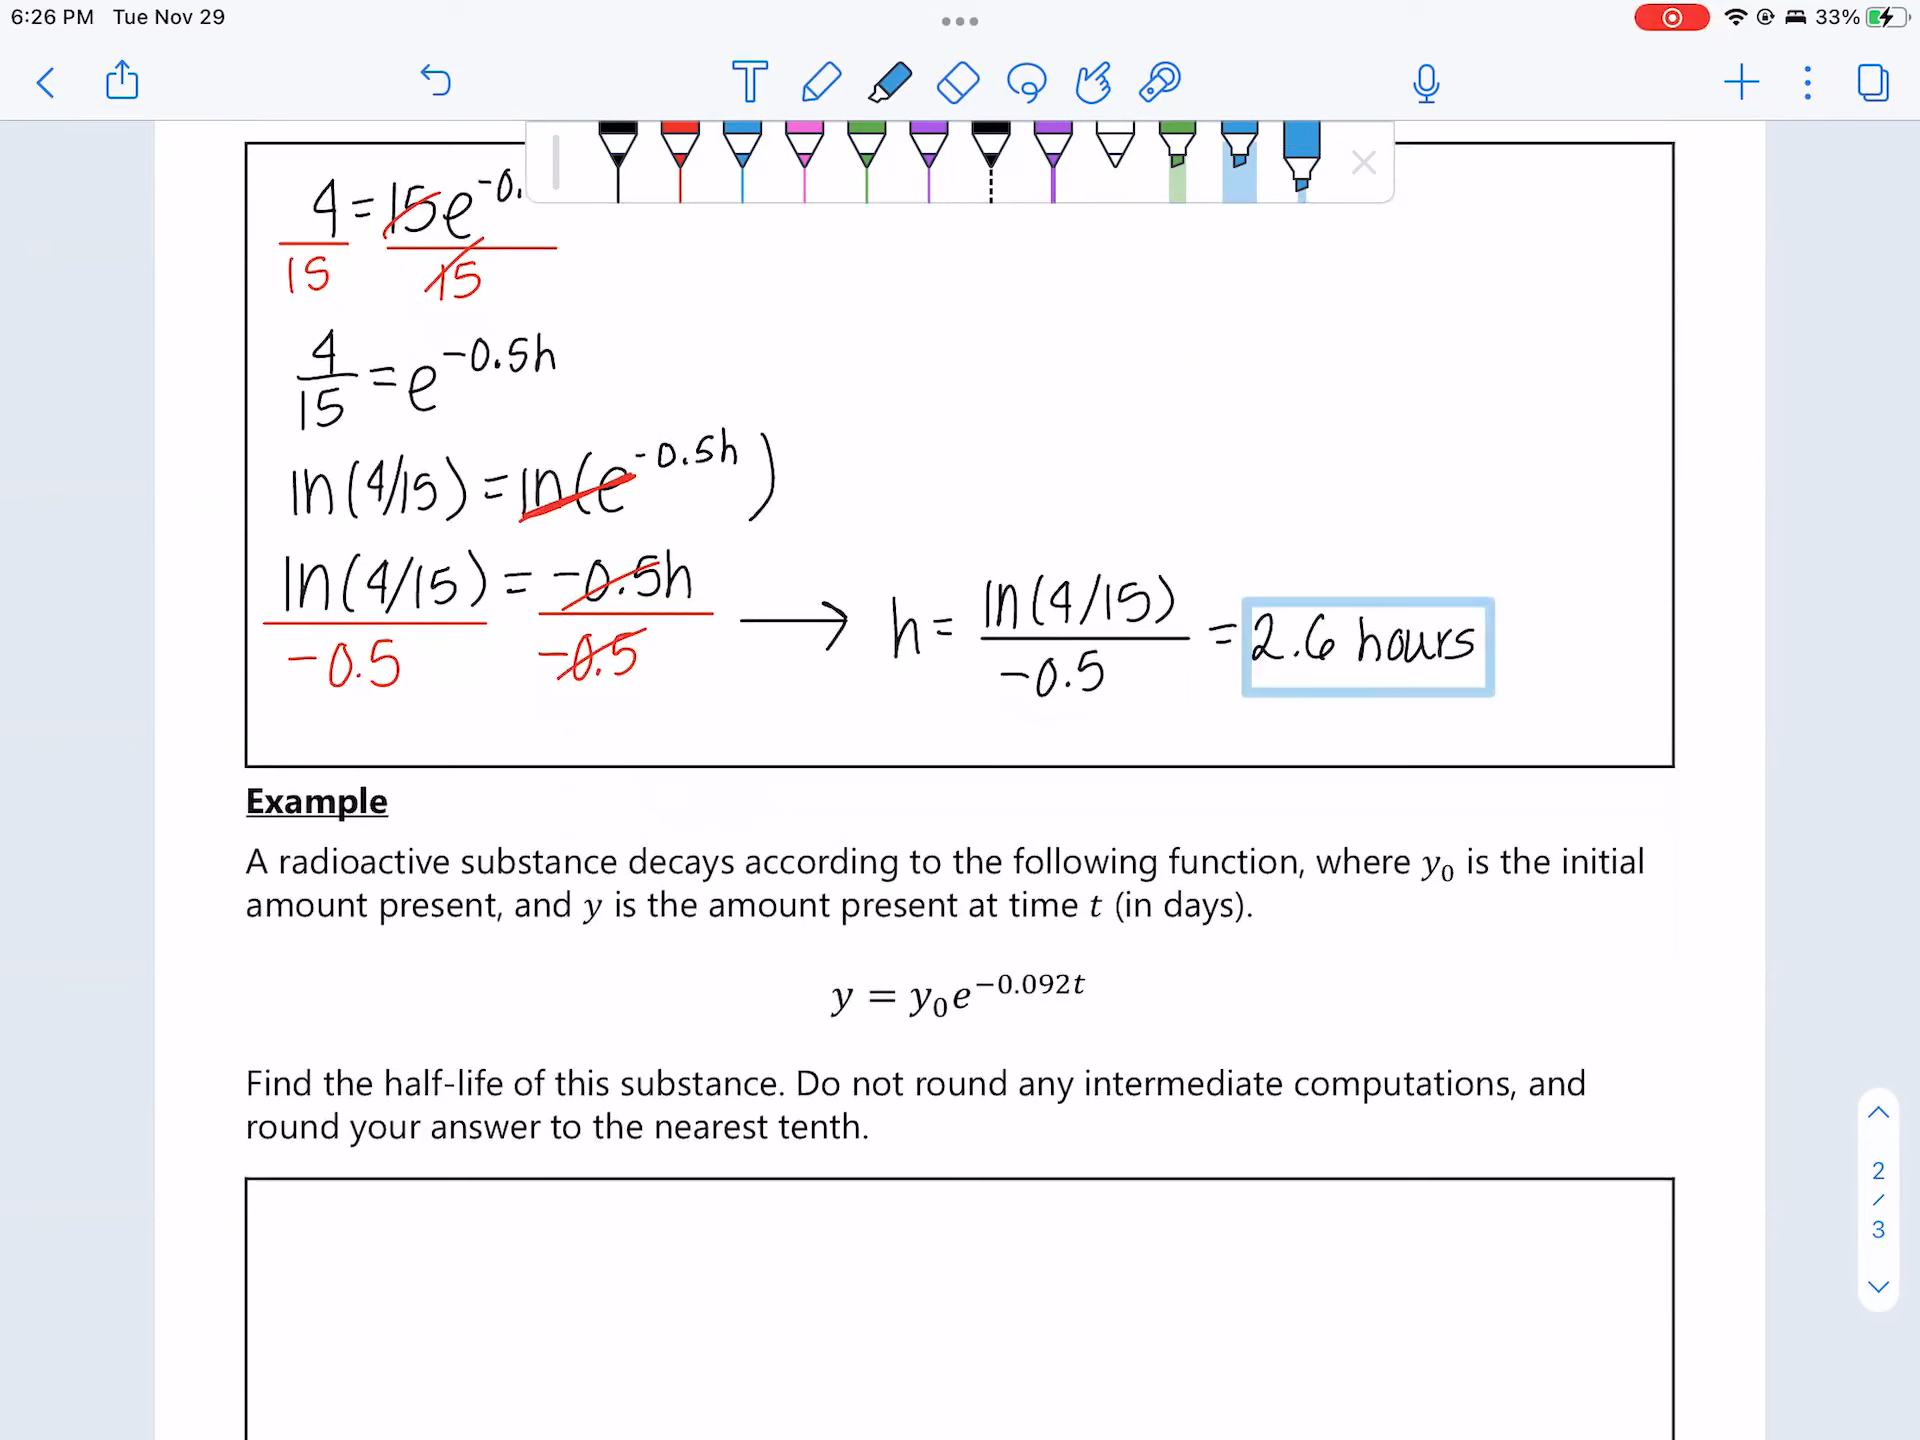 6:26 PM Tue Nov 29
33%
4 = 15e^-0.
15 15
4/15 = e^-0.5h
ln(4/15) = ln(e^-0.5h)
ln(4/15) = -0.5h → h = ln(4/15)/-0.5 = 2.6 hours
-0.5 -0.5
Example
A radioactive substance decays according to the following function, where y₀ is the initial
amount present, and y is the amount present at time t (in days).
y = y₀e^−0.092t
Find the half-life of this substance. Do not round any intermediate computations, and
round your answer to the nearest tenth.
2
/
3